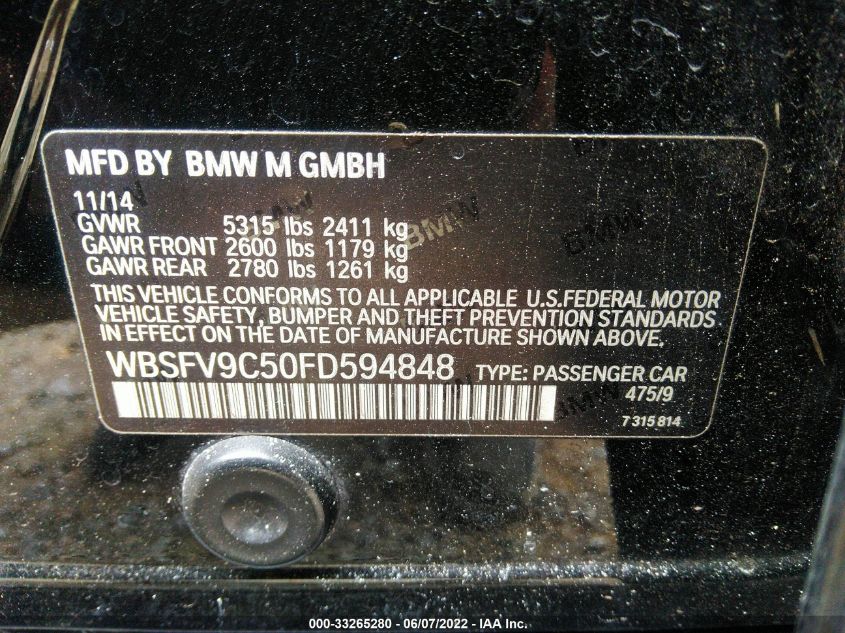 MFD BY BMW M GMBH
11/14
GVWR 5315 lbs 2411 kg
GAWR FRONT 2600 lbs 1179 kg
GAWR REAR 2780 lbs 1261 kg
THIS VEHICLE CONFORMS TO ALL APPLICABLE U.S.FEDERAL MOTOR
VEHICLE SAFETY, BUMPER AND THEFT PREVENTION STANDARDS
IN EFFECT ON THE DATE OF MANUFACTURE SHOWN ABOVE.
WBSFV9C50FD594848 TYPE: PASSENGER CAR
475/9
7 315 814
BMW
BMW
BMW
000-33265280 - 06/07/2022 - IAA Inc.